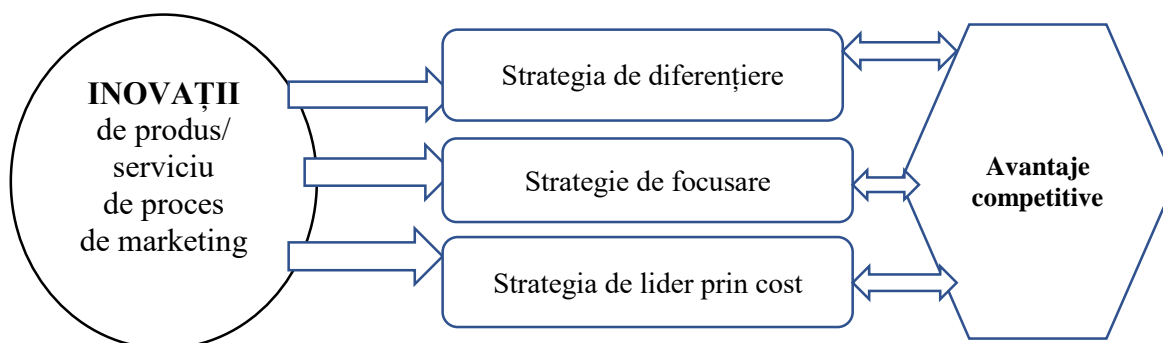 INOVAȚII
de produs/
serviciu
de proces
de marketing
Strategia de diferențiere
Strategie de focusare
Strategia de lider prin cost
Avantaje
competitive